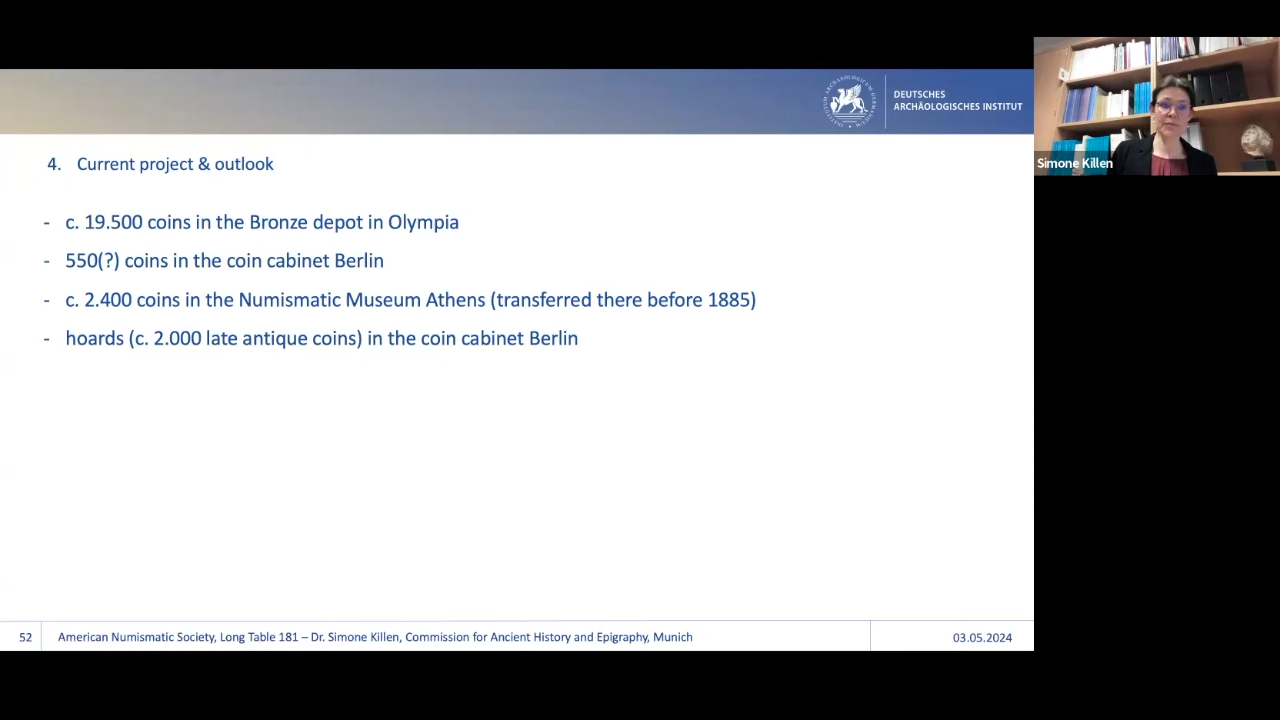 DEUTSCHES
ARCHÄOLOGISCHES INSTITUT
Simone Killen
4. Current project & outlook
- c. 19.500 coins in the Bronze depot in Olympia
- 550(?) coins in the coin cabinet Berlin
- c. 2.400 coins in the Numismatic Museum Athens (transferred there before 1885)
- hoards (c. 2.000 late antique coins) in the coin cabinet Berlin
52 American Numismatic Society, Long Table 181 – Dr. Simone Killen, Commission for Ancient History and Epigraphy, Munich 03.05.2024